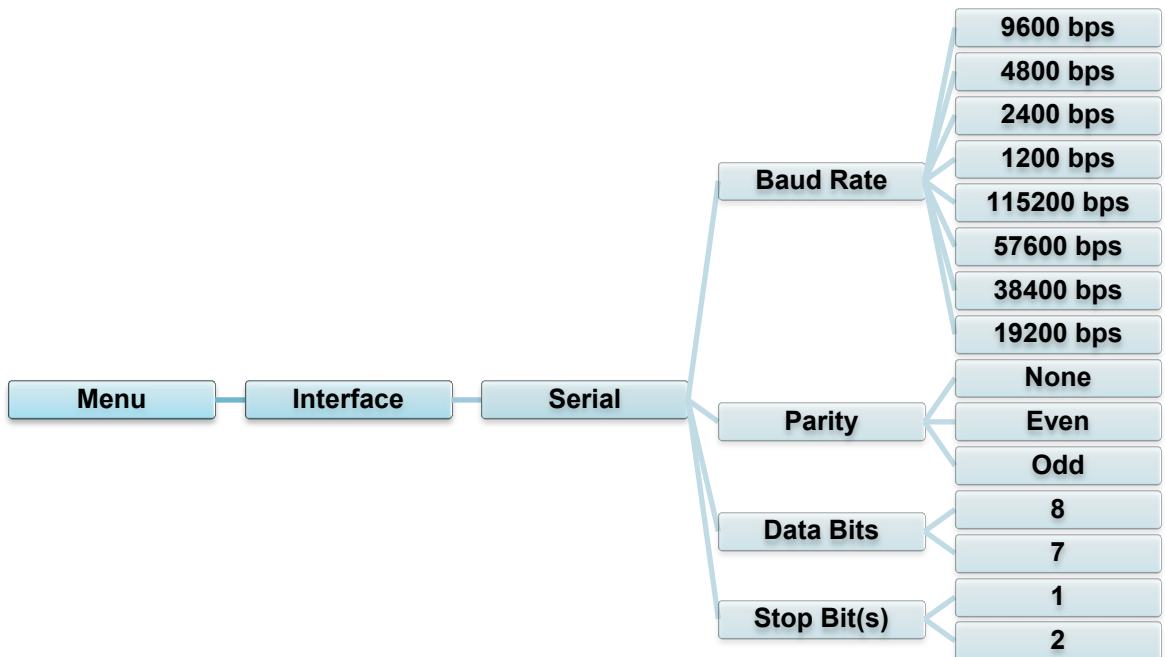 Menu
Interface
Serial
Baud Rate
9600 bps
4800 bps
2400 bps
1200 bps
115200 bps
57600 bps
38400 bps
19200 bps
Parity
None
Even
Odd
Data Bits
8
7
Stop Bit(s)
1
2